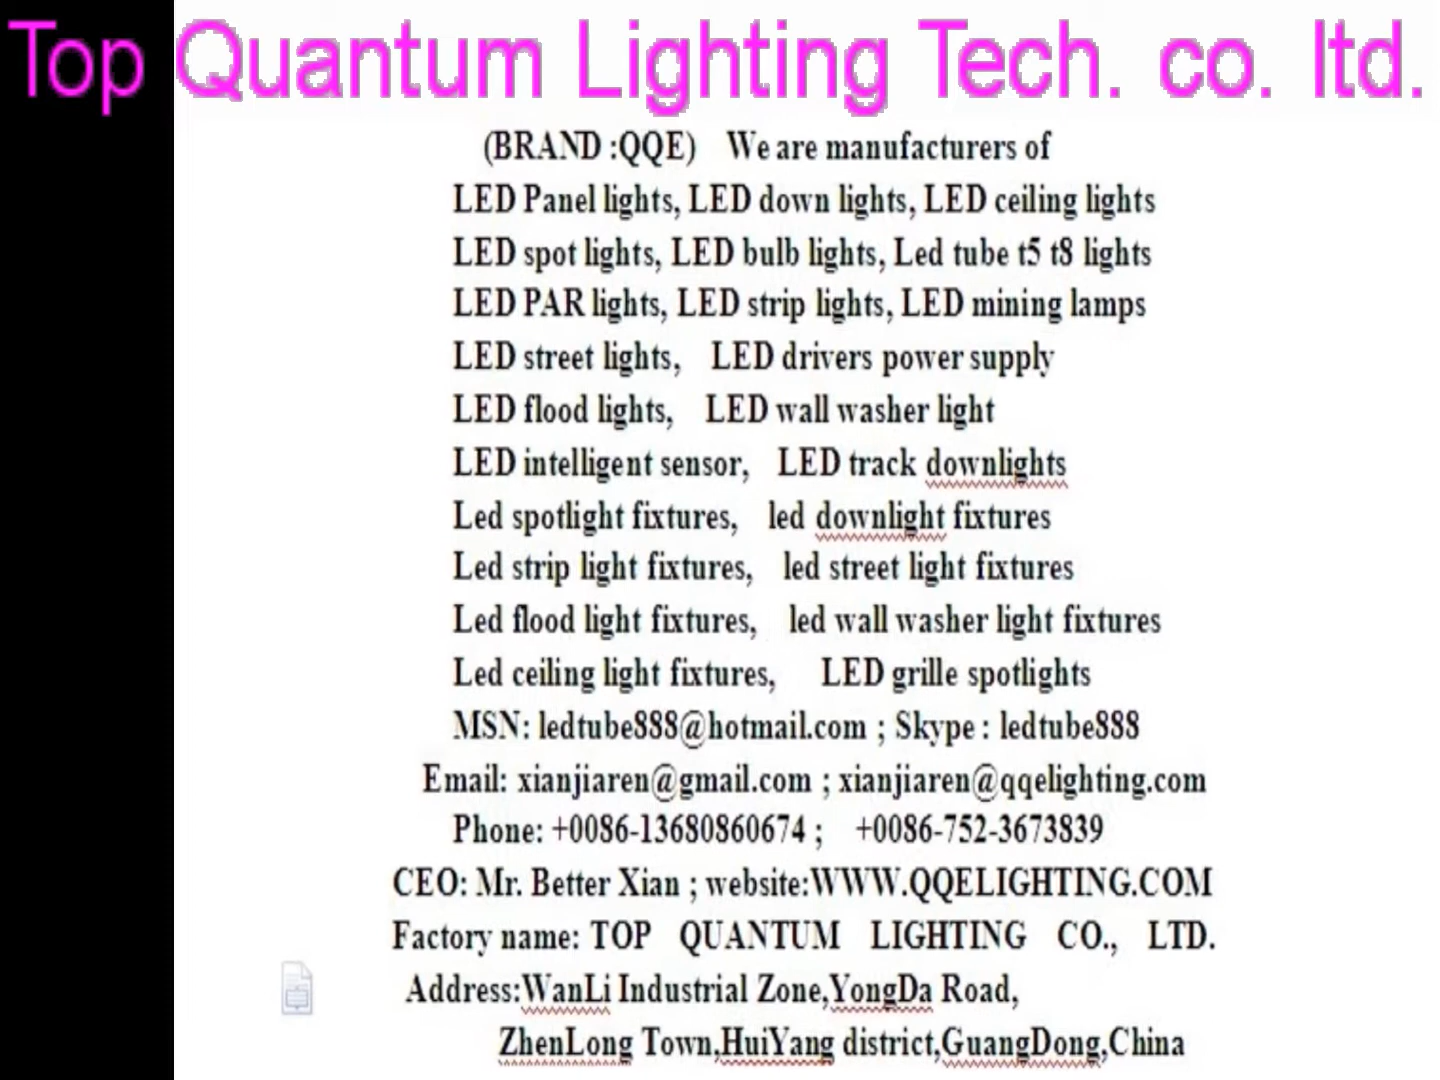 Top Quantum Lighting Tech. co. ltd.
(BRAND :QQE) We are manufacturers of
LED Panel lights, LED down lights, LED ceiling lights
LED spot lights, LED bulb lights, Led tube t5 t8 lights
LED PAR lights, LED strip lights, LED mining lamps
LED street lights, LED drivers power supply
LED flood lights, LED wall washer light
LED intelligent sensor, LED track downlights
Led spotlight fixtures, led downlight fixtures
Led strip light fixtures, led street light fixtures
Led flood light fixtures, led wall washer light fixtures
Led ceiling light fixtures, LED grille spotlights
MSN: ledtube888@hotmail.com ; Skype : ledtube888
Email: xianjiaren@gmail.com ; xianjiaren@qqelighting.com
Phone: +0086-13680860674 ; +0086-752-3673839
CEO: Mr. Better Xian ; website:WWW.QQELIGHTING.COM
Factory name: TOP QUANTUM LIGHTING CO., LTD.
Address:WanLi Industrial Zone,YongDa Road,
ZhenLong Town,HuiYang district,GuangDong,China